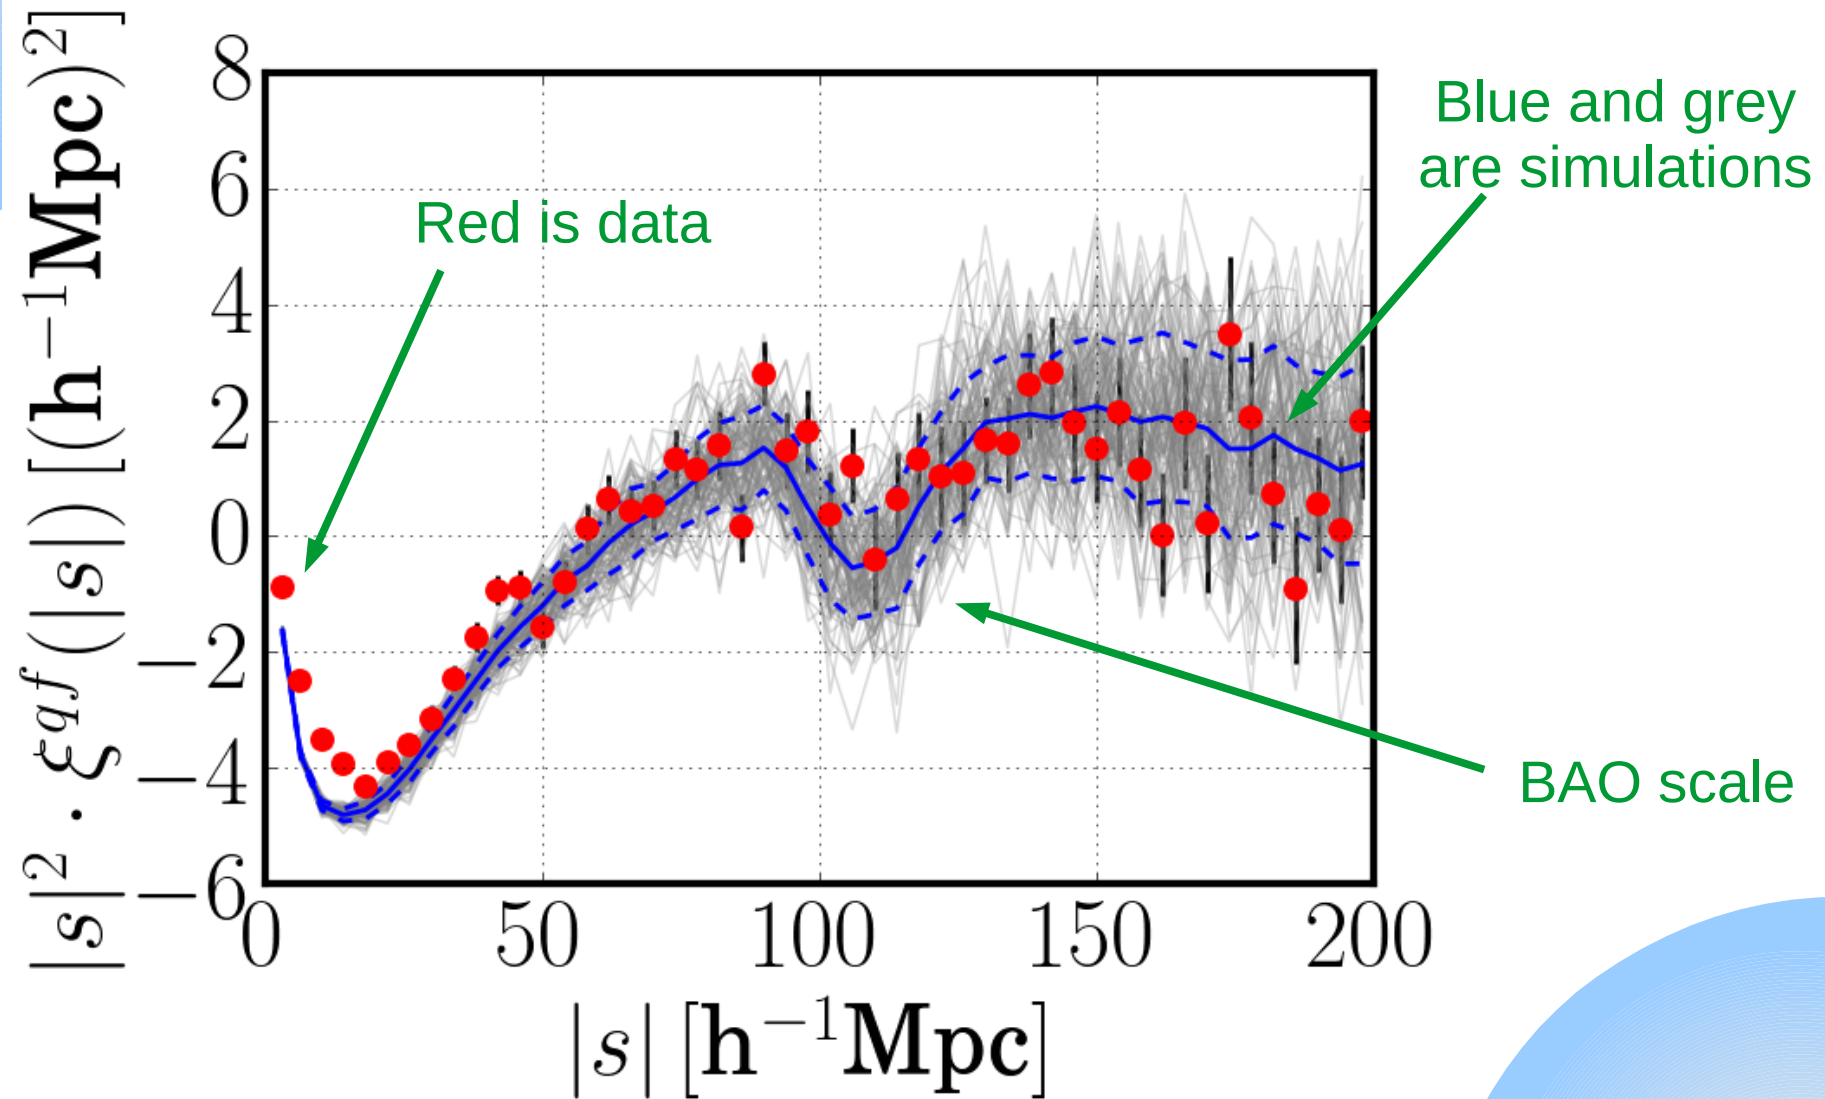 |s|² · ξ^{qf}(|s|) [(h⁻¹Mpc)²]
8
6
4
2
0
−2
−4
−6
Red is data
Blue and grey
are simulations
BAO scale
0 50 100 150 200
|s| [h⁻¹Mpc]